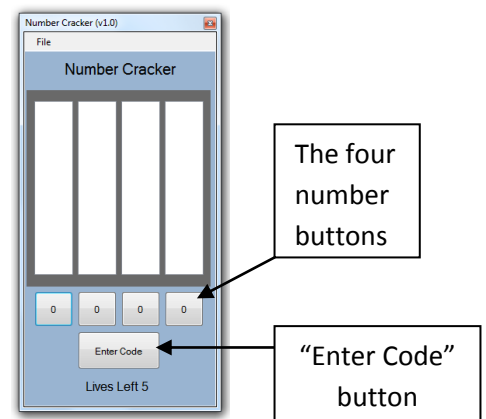 Number Cracker (v1.0)
File
Number Cracker
The four
number
buttons
0 0 0 0
Enter Code
"Enter Code"
button
Lives Left 5